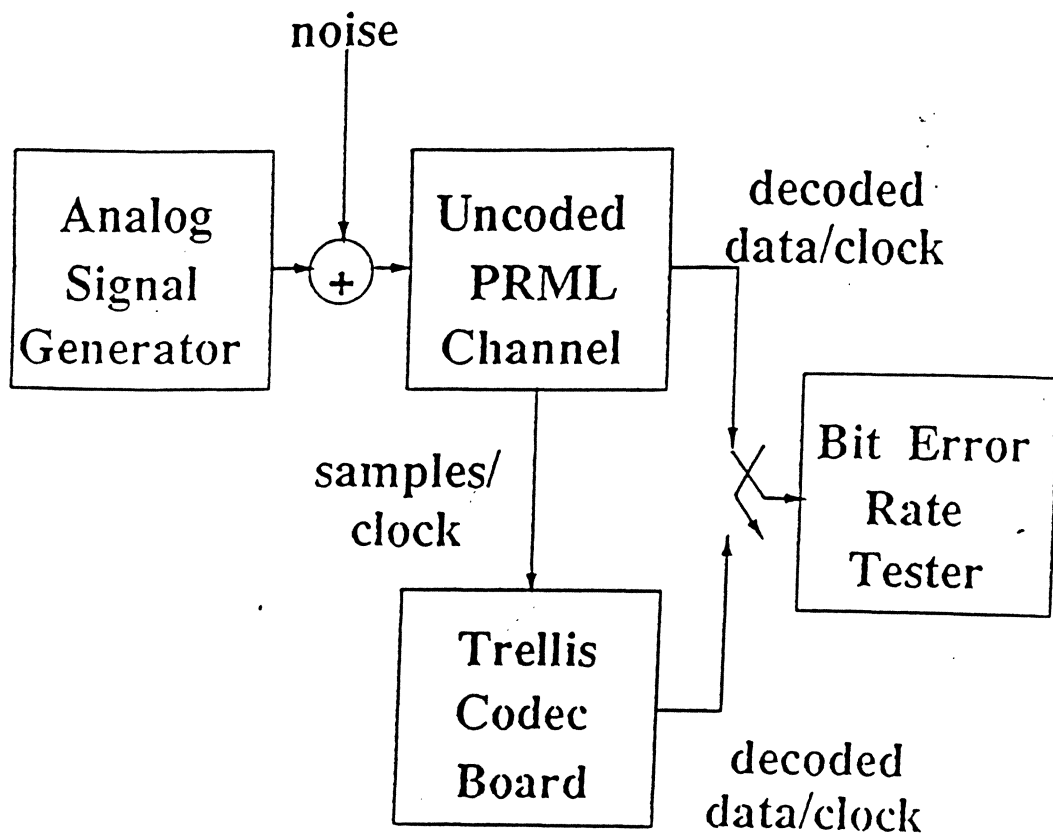 noise
Analog
Signal
Generator
+
Uncoded
PRML
Channel
decoded
data/clock
samples/
clock
Bit Error
Rate
Tester
Trellis
Codec
Board
decoded
data/clock